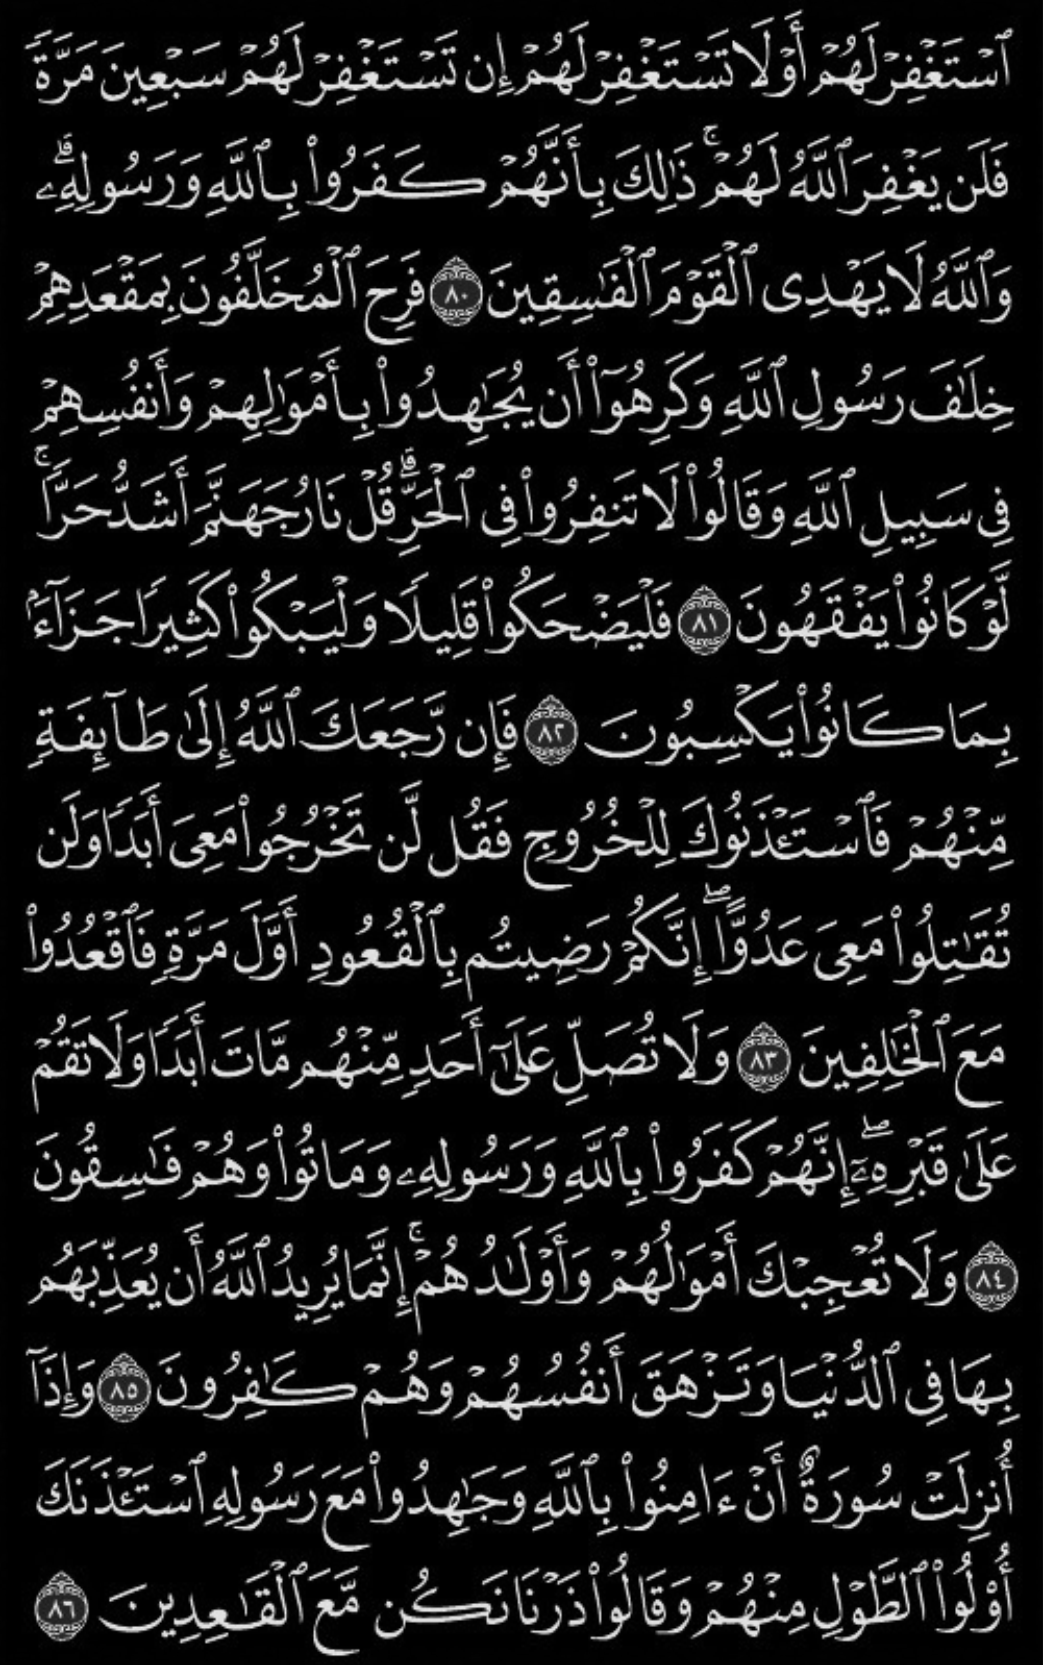 ٱسۡتَغۡفِرۡ لَهُمۡ أَوۡ لَا تَسۡتَغۡفِرۡ لَهُمۡ إِن تَسۡتَغۡفِرۡ لَهُمۡ سَبۡعِينَ مَرَّةٗ
فَلَن يَغۡفِرَ ٱللَّهُ لَهُمۡۚ ذَٰلِكَ بِأَنَّهُمۡ كَفَرُواْ بِٱللَّهِ وَرَسُولِهِۦۗ
وَٱللَّهُ لَا يَهۡدِي ٱلۡقَوۡمَ ٱلۡفَٰسِقِينَ ٨٠ فَرِحَ ٱلۡمُخَلَّفُونَ بِمَقۡعَدِهِمۡ
خِلَٰفَ رَسُولِ ٱللَّهِ وَكَرِهُوٓاْ أَن يُجَٰهِدُواْ بِأَمۡوَٰلِهِمۡ وَأَنفُسِهِمۡ
فِي سَبِيلِ ٱللَّهِ وَقَالُواْ لَا تَنفِرُواْ فِي ٱلۡحَرِّۗ قُلۡ نَارُ جَهَنَّمَ أَشَدُّ حَرّٗاۚ
لَّوۡ كَانُواْ يَفۡقَهُونَ ٨١ فَلۡيَضۡحَكُواْ قَلِيلٗا وَلۡيَبۡكُواْ كَثِيرٗا جَزَآءَۢ
بِمَا كَانُواْ يَكۡسِبُونَ ٨٢ فَإِن رَّجَعَكَ ٱللَّهُ إِلَىٰ طَآئِفَةٖ
مِّنۡهُمۡ فَٱسۡتَـٔۡذَنُوكَ لِلۡخُرُوجِ فَقُل لَّن تَخۡرُجُواْ مَعِيَ أَبَدٗا وَلَن
تُقَٰتِلُواْ مَعِيَ عَدُوًّاۖ إِنَّكُمۡ رَضِيتُم بِٱلۡقُعُودِ أَوَّلَ مَرَّةٖ فَٱقۡعُدُواْ
مَعَ ٱلۡخَٰلِفِينَ ٨٣ وَلَا تُصَلِّ عَلَىٰٓ أَحَدٖ مِّنۡهُم مَّاتَ أَبَدٗا وَلَا تَقُمۡ
عَلَىٰ قَبۡرِهِۦٓۖ إِنَّهُمۡ كَفَرُواْ بِٱللَّهِ وَرَسُولِهِۦ وَمَاتُواْ وَهُمۡ فَٰسِقُونَ
٨٤ وَلَا تُعۡجِبۡكَ أَمۡوَٰلُهُمۡ وَأَوۡلَٰدُهُمۡۚ إِنَّمَا يُرِيدُ ٱللَّهُ أَن يُعَذِّبَهُم
بِهَا فِي ٱلدُّنۡيَا وَتَزۡهَقَ أَنفُسُهُمۡ وَهُمۡ كَٰفِرُونَ ٨٥ وَإِذَآ
أُنزِلَتۡ سُورَةٌ أَنۡ ءَامِنُواْ بِٱللَّهِ وَجَٰهِدُواْ مَعَ رَسُولِهِ ٱسۡتَـٔۡذَنَكَ
أُوْلُواْ ٱلطَّوۡلِ مِنۡهُمۡ وَقَالُواْ ذَرۡنَا نَكُن مَّعَ ٱلۡقَٰعِدِينَ ٨٦